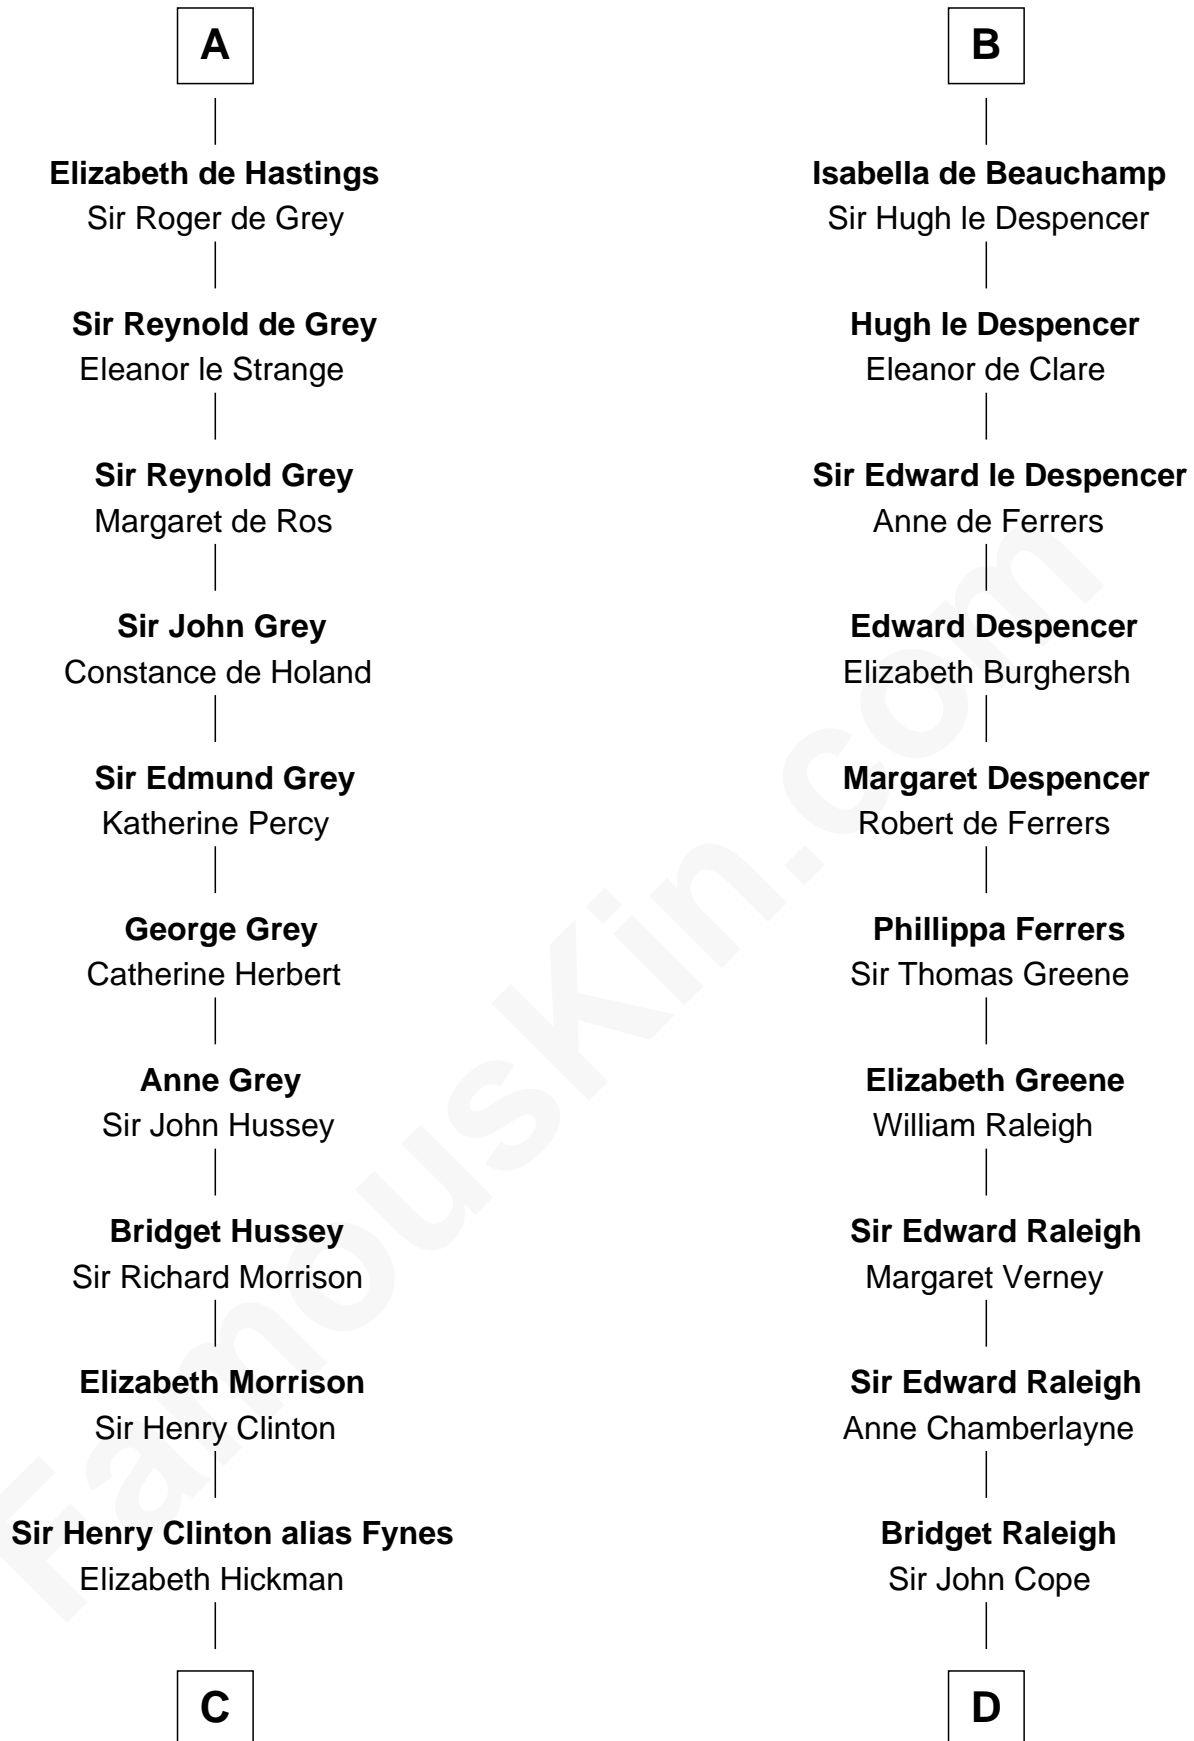 A
Elizabeth de Hastings
Sir Roger de Grey
Sir Reynold de Grey
Eleanor le Strange
Sir Reynold Grey
Margaret de Ros
Sir John Grey
Constance de Holand
Sir Edmund Grey
Katherine Percy
George Grey
Catherine Herbert
Anne Grey
Sir John Hussey
Bridget Hussey
Sir Richard Morrison
Elizabeth Morrison
Sir Henry Clinton
Sir Henry Clinton alias Fynes
Elizabeth Hickman
C
B
Isabella de Beauchamp
Sir Hugh le Despencer
Hugh le Despencer
Eleanor de Clare
Sir Edward le Despencer
Anne de Ferrers
Edward Despencer
Elizabeth Burghersh
Margaret Despencer
Robert de Ferrers
Phillippa Ferrers
Sir Thomas Greene
Elizabeth Greene
William Raleigh
Sir Edward Raleigh
Margaret Verney
Sir Edward Raleigh
Anne Chamberlayne
Bridget Raleigh
Sir John Cope
D
FamousKin.com